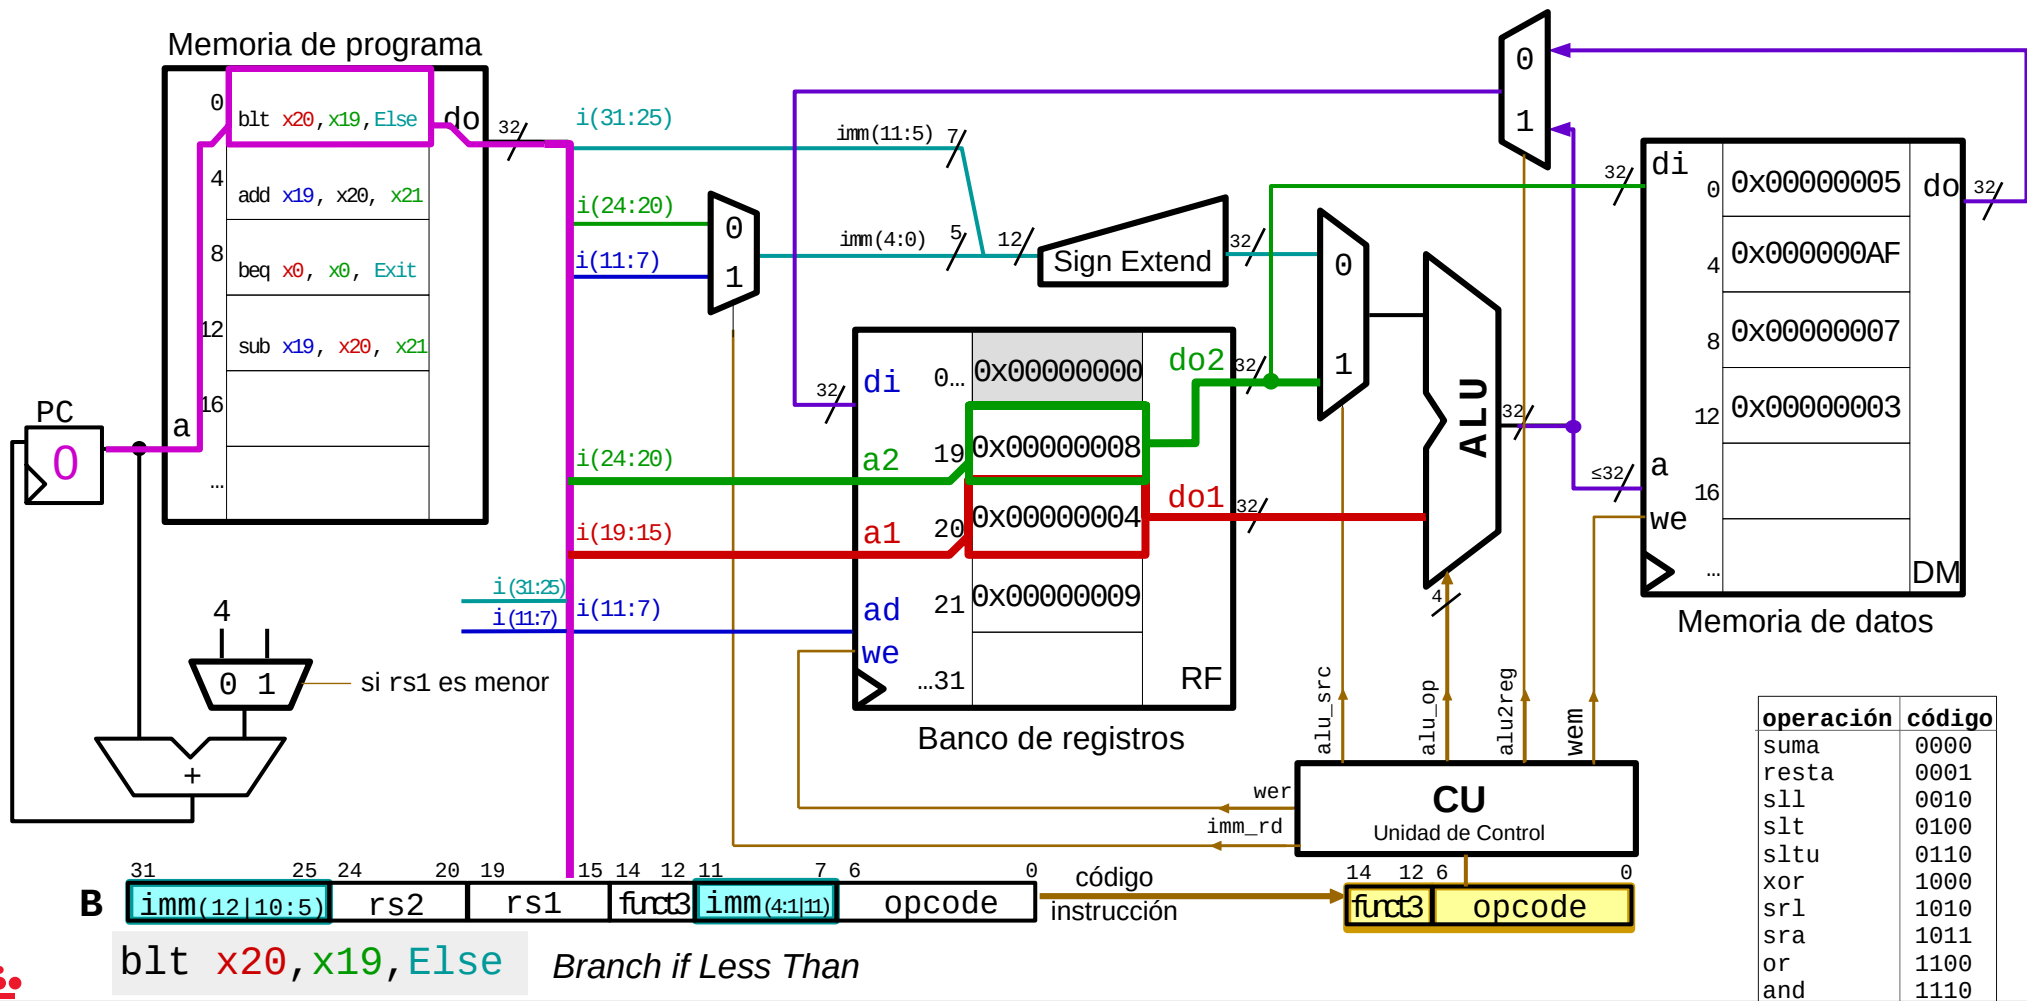 Memoria de programa
0
blt x20,x19,Else
do
32
4
add x19, x20, x21
8
beq x0, x0, Exit
12
sub x19, x20, x21
16
a
...
PC
0
4
0 1
si rs1 es menor
+
i(31:25)
i(24:20)
i(11:7)
0
1
imm(11:5)
7
imm(4:0)
5
12
Sign Extend
32
i(24:20)
i(19:15)
i(31:25)
i(11:7)
i(11:7)
di
32
a2
a1
ad
we
0...
0x00000000
19
0x00000008
20
0x00000004
21
0x00000009
...31
do2
32
do1
32
RF
Banco de registros
0
1
ALU
32
4
0
1
di
32
0
0x00000005
do
32
4
0x000000AF
8
0x00000007
12
0x00000003
a
≤32
16
we
...
DM
Memoria de datos
alu_src
alu_op
alu2reg
wem
wer
imm_rd
CU
Unidad de Control
operación código
suma 0000
resta 0001
sll 0010
slt 0100
sltu 0110
xor 1000
srl 1010
sra 1011
or 1100
and 1110
31 25 24 20 19 15 14 12 11 7 6 0
B imm(12|10:5) rs2 rs1 funct3 imm(4:1|11) opcode
código
instrucción
14 12 6 0
funct3 opcode
blt x20,x19,Else
Branch if Less Than